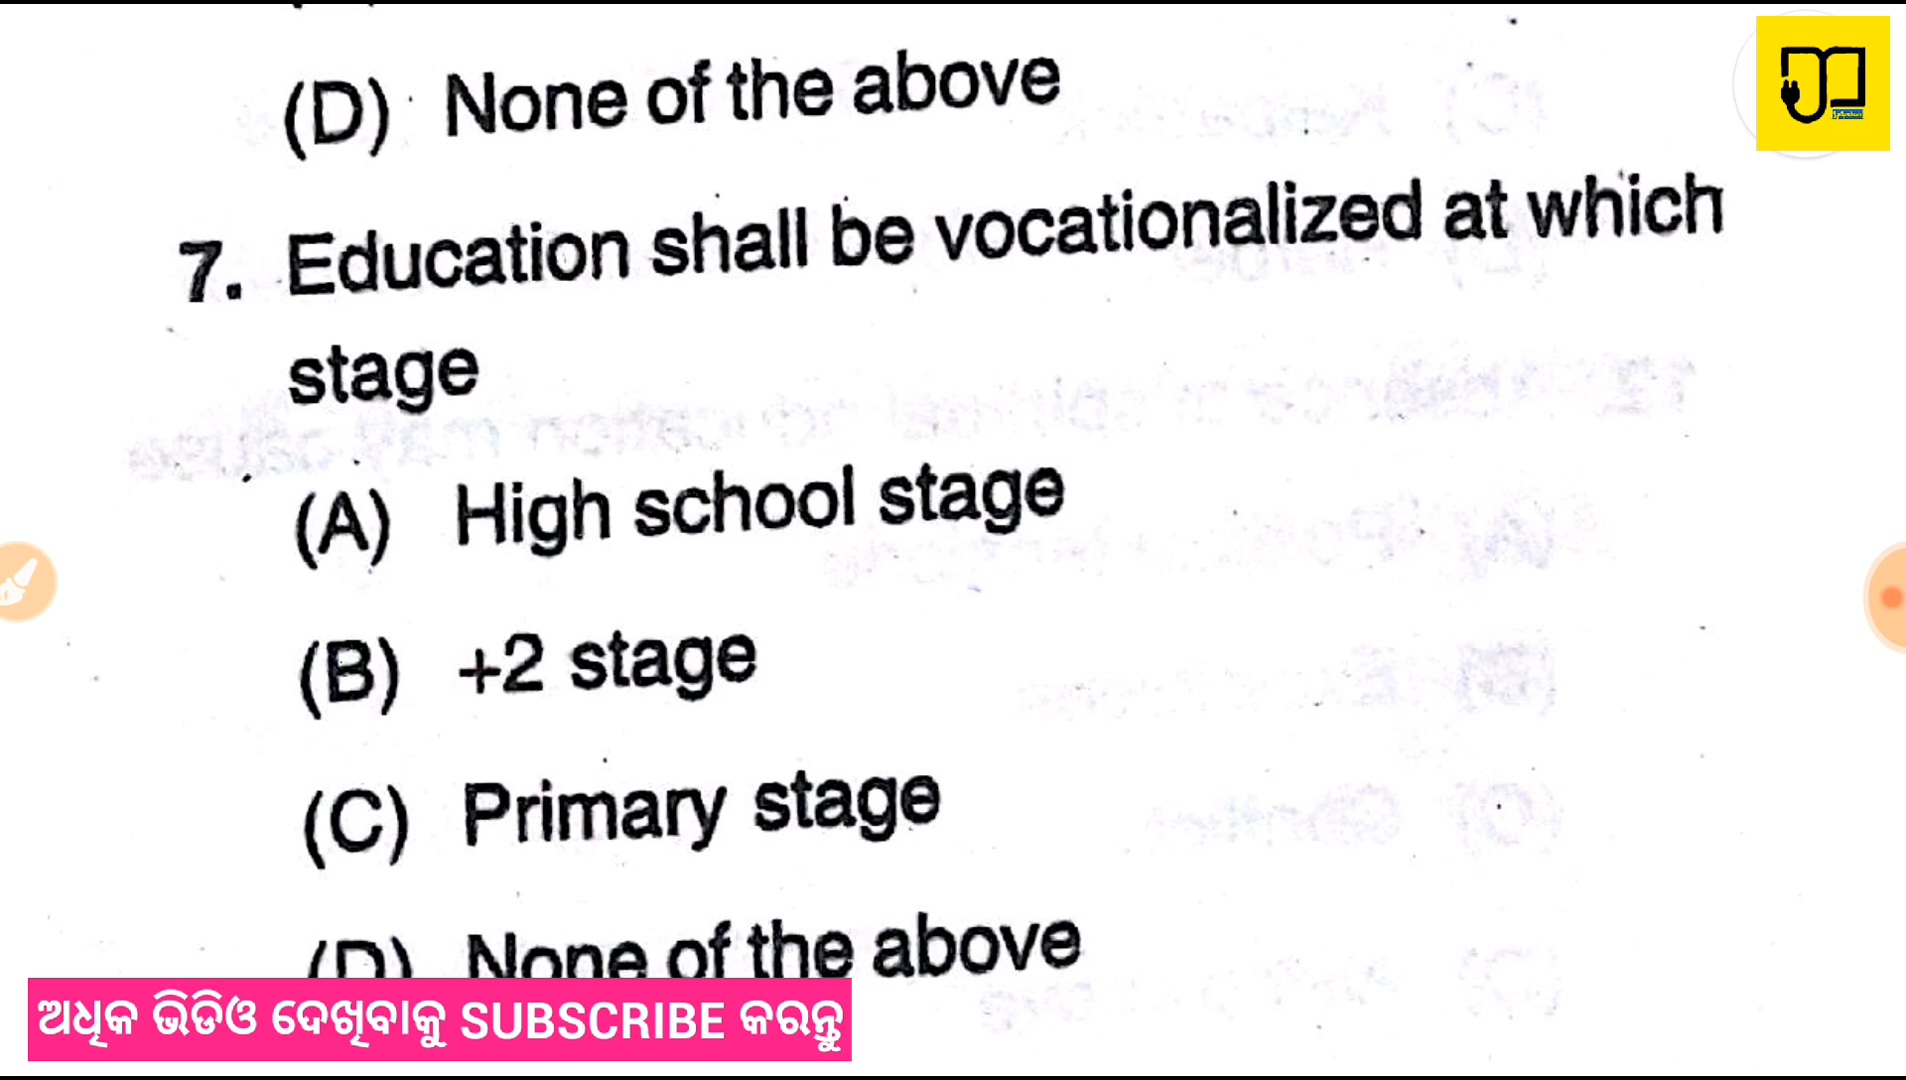 (D) None of the above
7. Education shall be vocationalized at which
stage
(A) High school stage
(B) +2 stage
(C) Primary stage
(D) None of the above
ଅଧିକ ଭିଡିଓ ଦେଖିବାକୁ SUBSCRIBE କରନ୍ତୁ